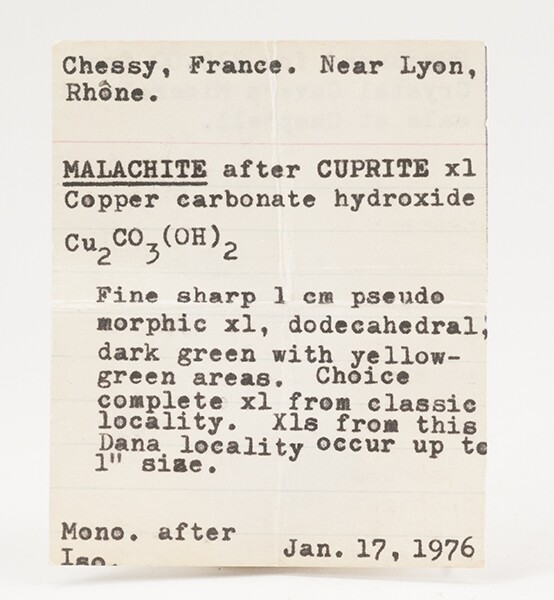 Chessy, France. Near Lyon,
Rhône.
MALACHITE after CUPRITE xl
Copper carbonate hydroxide
Cu2CO3(OH)2
Fine sharp 1 cm pseudo
morphic xl, dodecahedral,
dark green with yellow-
green areas. Choice
complete xl from classic
locality. Xls from this
Dana locality occur up to
1" size.
Mono. after
Iso.
Jan. 17, 1976